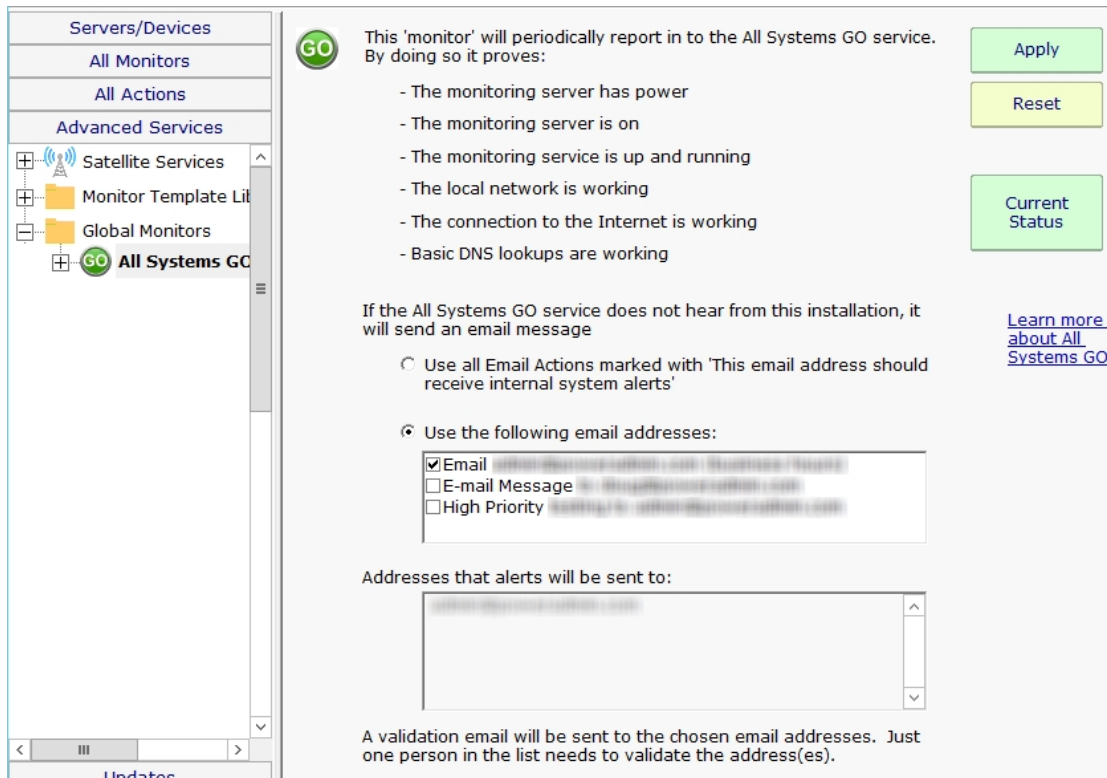 Servers/Devices
All Monitors
All Actions
Advanced Services
Satellite Services
Monitor Template Lib
Global Monitors
GO All Systems GO
GO
This 'monitor' will periodically report in to the All Systems GO service.
By doing so it proves:
- The monitoring server has power
- The monitoring server is on
- The monitoring service is up and running
- The local network is working
- The connection to the Internet is working
- Basic DNS lookups are working
If the All Systems GO service does not hear from this installation, it
will send an email message
Use all Email Actions marked with 'This email address should
receive internal system alerts'
Use the following email addresses:
Email
E-mail Message
High Priority
Addresses that alerts will be sent to:
A validation email will be sent to the chosen email addresses.  Just
one person in the list needs to validate the address(es).
Apply
Reset
Current
Status
Learn more
about All
Systems GO
Updates